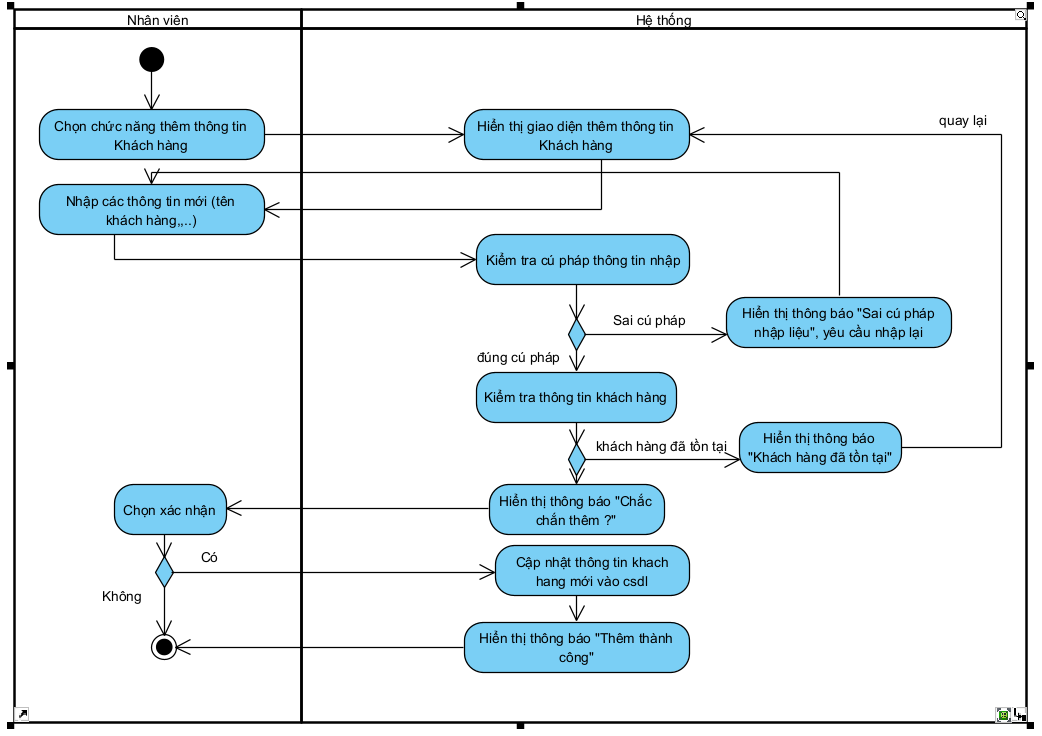 Nhân viên
Hệ thống
Chọn chức năng thêm thông tin
Khách hàng
Hiển thị giao diện thêm thông tin
Khách hàng
quay lại
Nhập các thông tin mới (tên
khách hàng,,..)
Kiểm tra cú pháp thông tin nhập
Sai cú pháp
Hiển thị thông báo "Sai cú pháp
nhập liệu", yêu cầu nhập lại
đúng cú pháp
Kiểm tra thông tin khách hàng
khách hàng đã tồn tại
Hiển thị thông báo
"Khách hàng đã tồn tại"
Hiển thị thông báo "Chắc
chắn thêm ?"
Chọn xác nhận
Có
Cập nhật thông tin khach
hang mới vào csdl
Không
Hiển thị thông báo "Thêm thành
công"